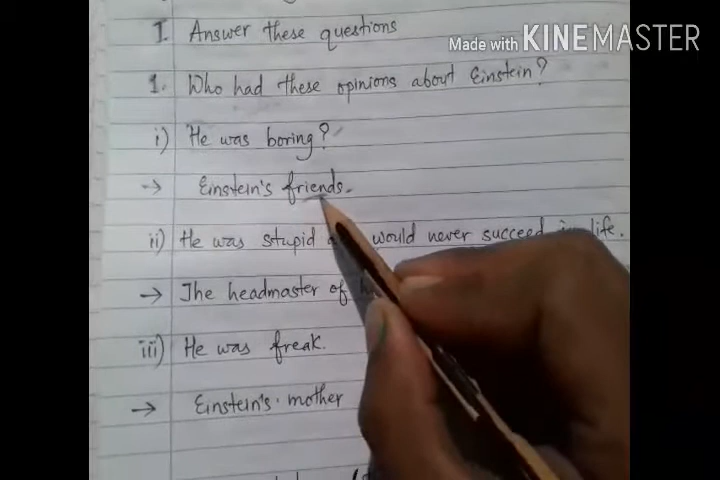 Made with KINEMASTER
I. Answer these questions
1. Who had these opinions about Einstein?
i) He was boring?
→ Einstein's friends.
ii) He was stupid would never succeed in life.
→ The headmaster of
iii) He was freak.
→ Einstein's mother